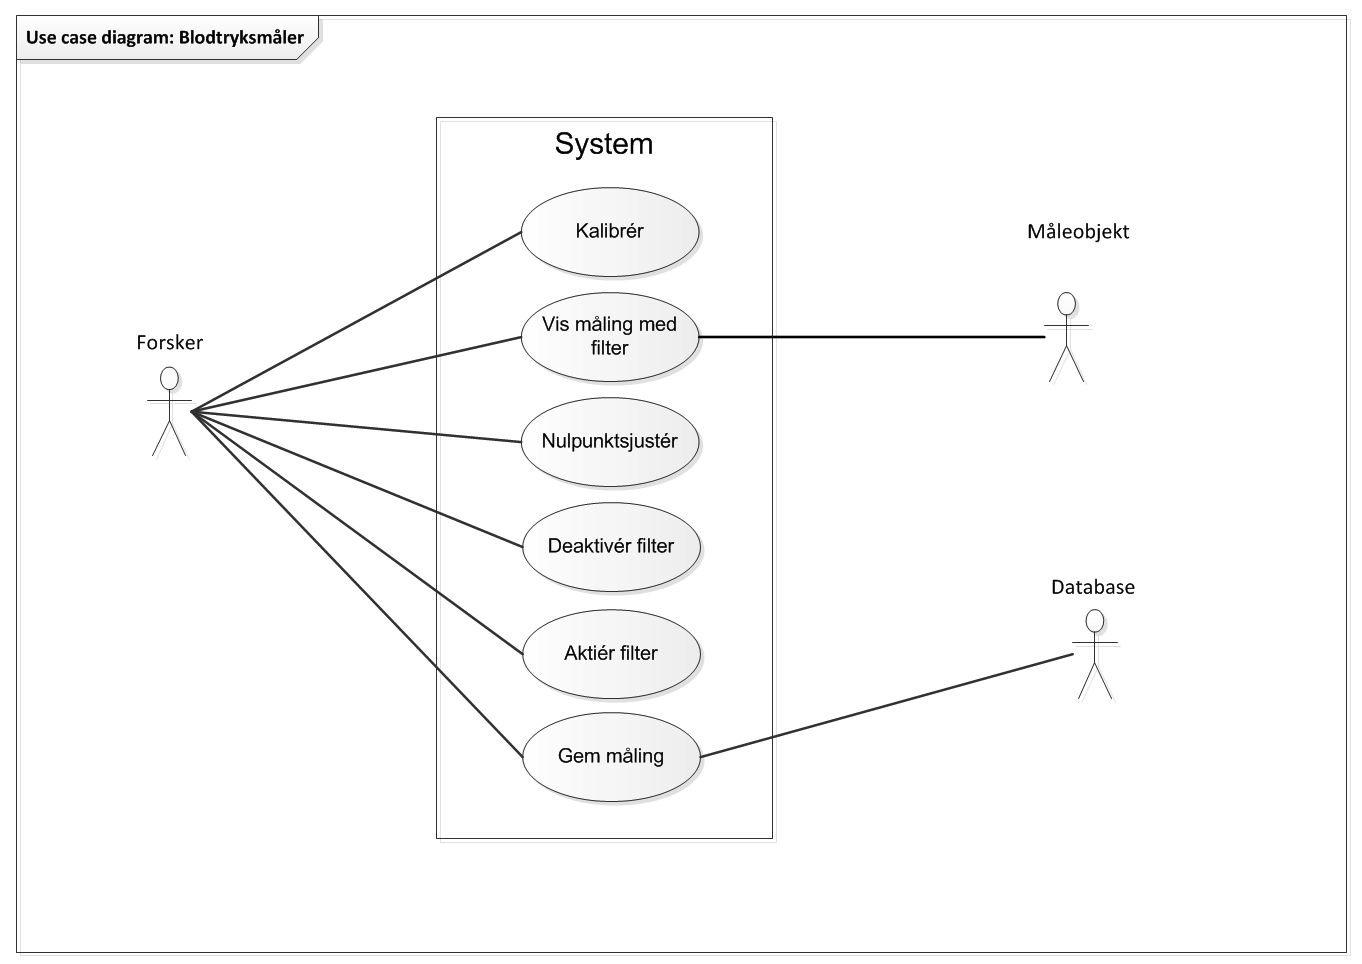 Use case diagram: Blodtryksmåler
System
Kalibrér
Måleobjekt
Vis måling med
filter
Forsker
Nulpunktsjustér
Deaktivér filter
Database
Aktiér filter
Gem måling